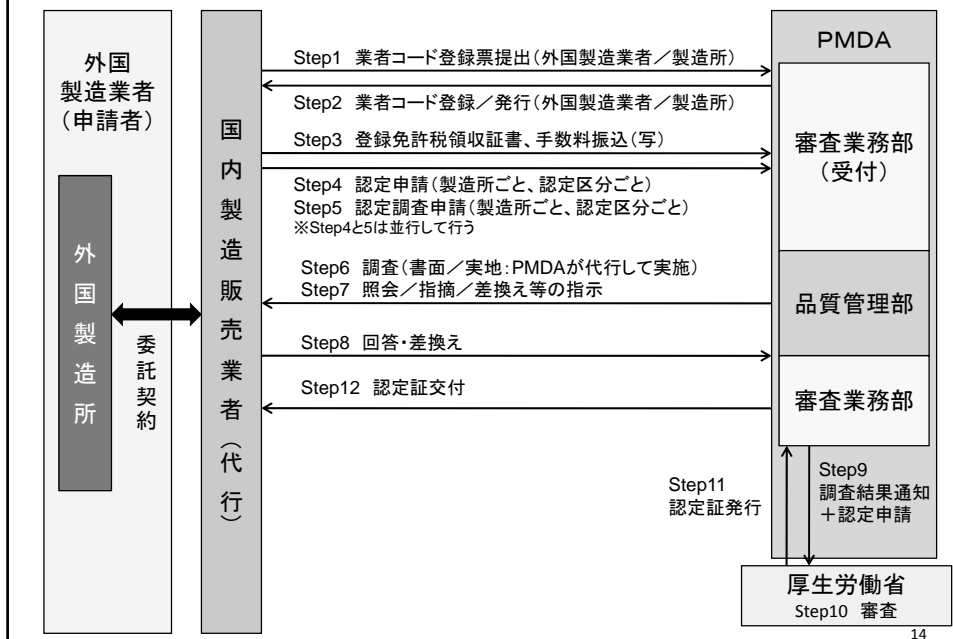 外国
製造業者
（申請者）
外国製造所
委託契約
国内製造販売業者（代行）
PMDA
Step1 業者コード登録票提出（外国製造業者／製造所）
Step2 業者コード登録／発行（外国製造業者／製造所）
Step3 登録免許税領収証書、手数料振込（写）
Step4 認定申請（製造所ごと、認定区分ごと）
Step5 認定調査申請（製造所ごと、認定区分ごと）
※Step4と5は並行して行う
審査業務部
（受付）
Step6 調査（書面／実地：PMDAが代行して実施）
Step7 照会／指摘／差換え等の指示
品質管理部
Step8 回答・差換え
Step12 認定証交付
審査業務部
Step11
認定証発行
Step9
調査結果通知
＋認定申請
厚生労働省
Step10 審査
14